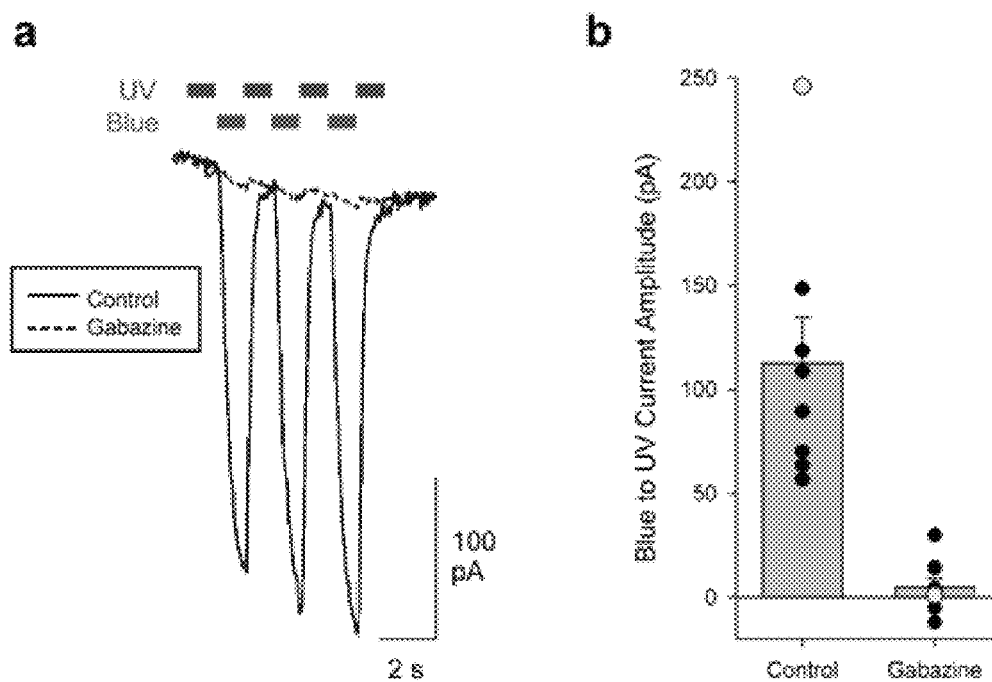 a
UV
Blue
Control
Gabazine
100
pA
2 s
b
Blue to UV Current Amplitude (pA)
250
200
150
100
50
0
Control
Gabazine